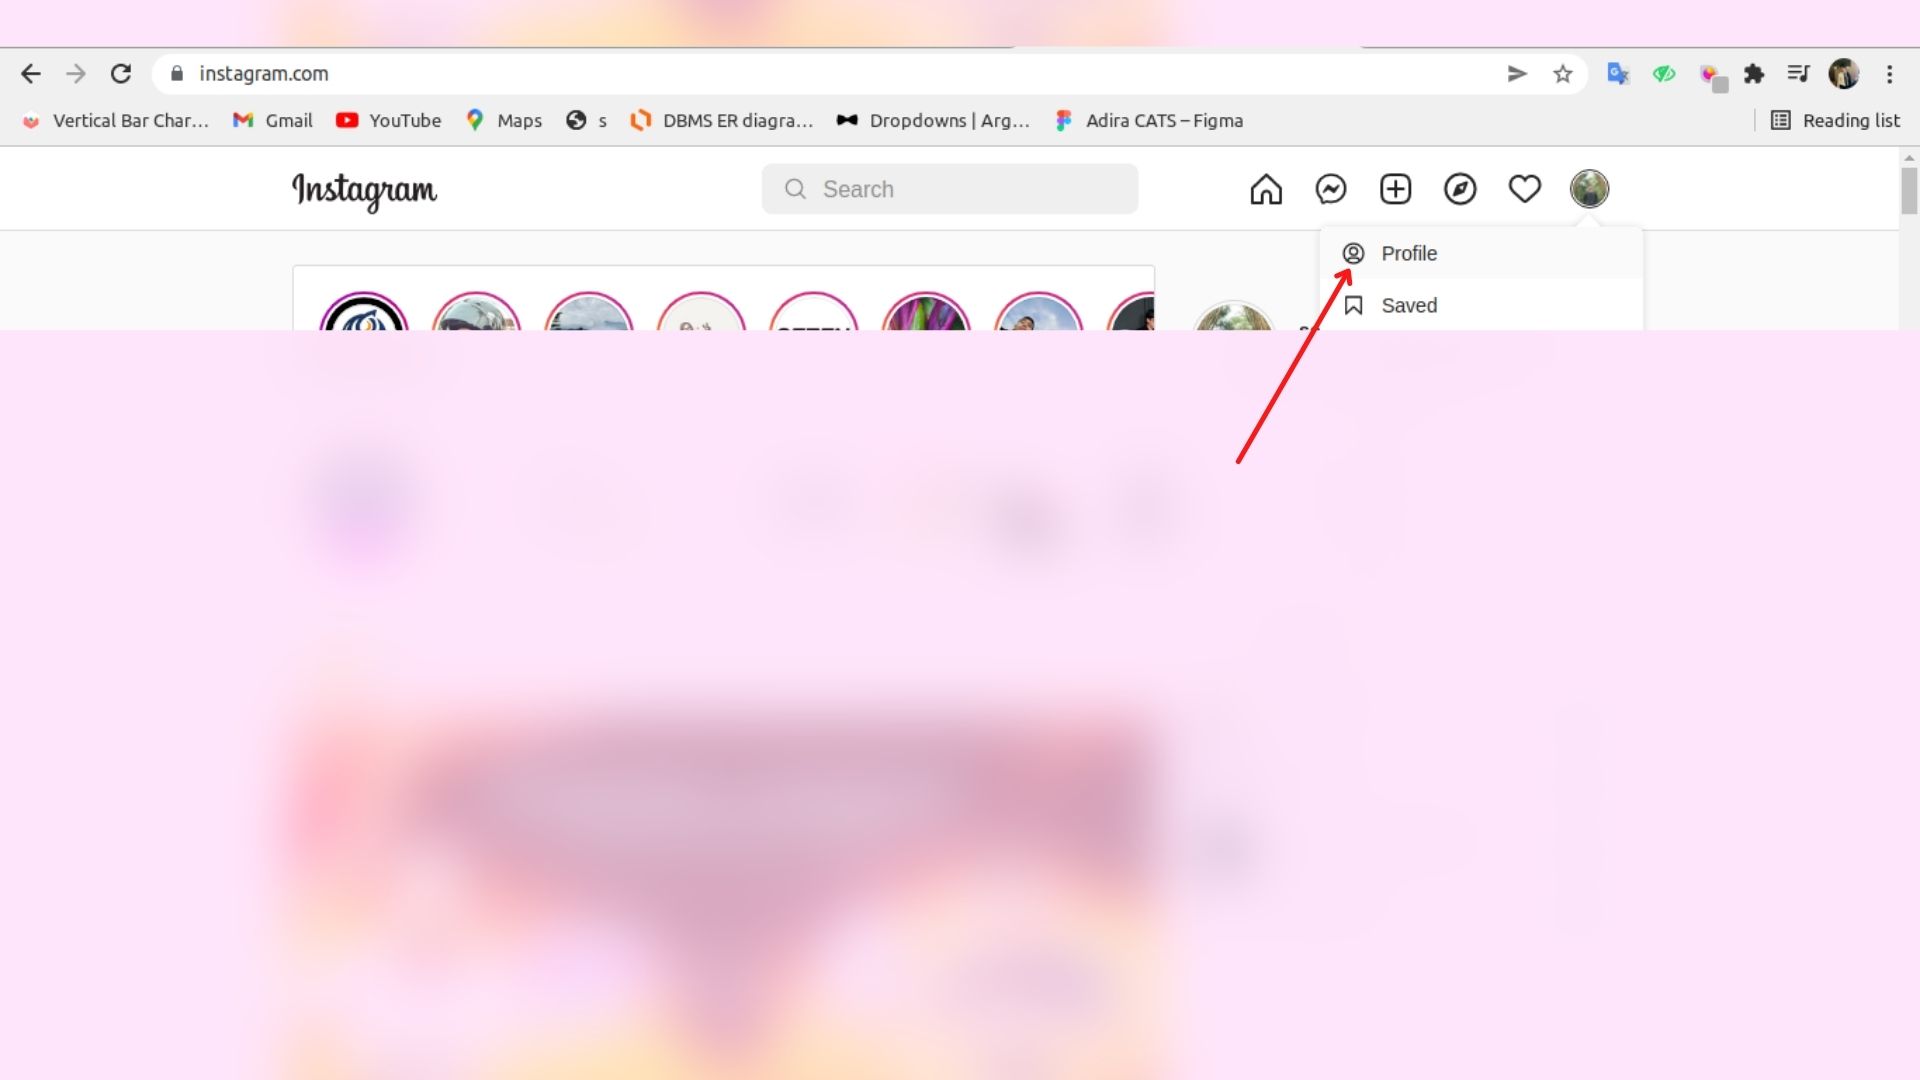 instagram.com
Vertical Bar Char... Gmail YouTube Maps s DBMS ER diagra... Dropdowns | Arg... Adira CATS – Figma Reading list
Instagram Search
Profile
Saved